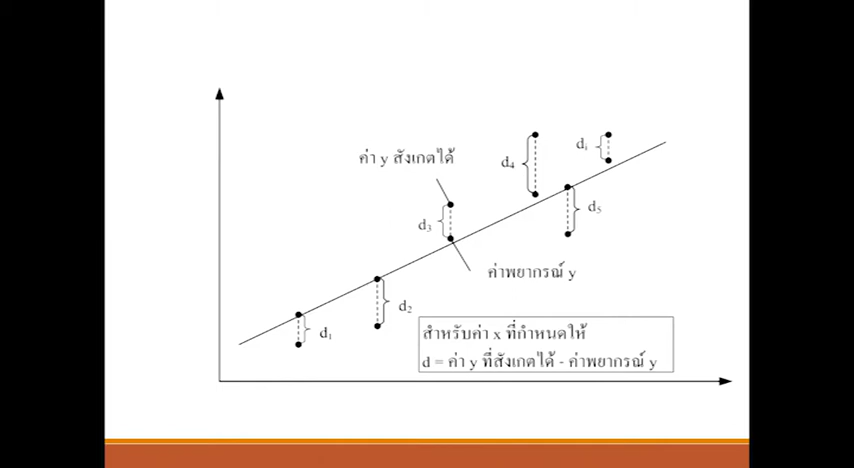 ค่า y สังเกตได้
d₄
dᵢ
d₃
d₅
ค่าพยากรณ์ y
d₂
d₁
สำหรับค่า x ที่กำหนดให้
d = ค่า y ที่สังเกตได้ - ค่าพยากรณ์ y